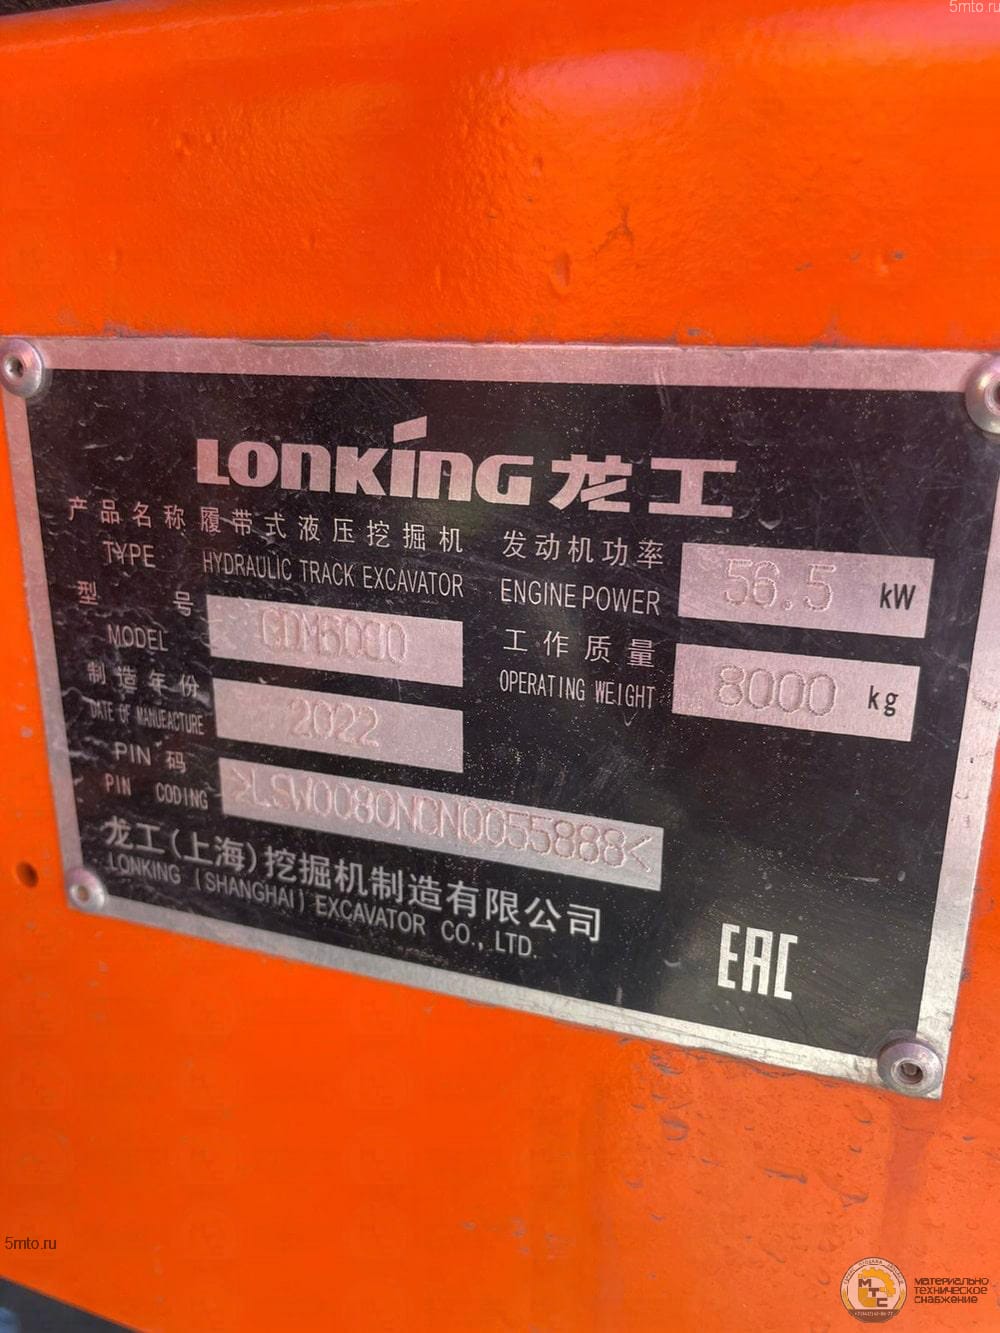 5mto.ru
LONKING 龙工
产品名称 履带式液压挖掘机
TYPE HYDRAULIC TRACK EXCAVATOR
发动机功率
ENGINE POWER 56.5 kW
型号
MODEL CDM6080
工作质量
OPERATING WEIGHT 8000 kg
制造年份
DATE OF MANUFACTURE 2022
PIN 码
PIN CODING >LSW0080NCN0055888<
龙工(上海)挖掘机制造有限公司
LONKING (SHANGHAI) EXCAVATOR CO., LTD.
EAC
5mto.ru
МТС
МАТЕРИАЛЬНО
ТЕХНИЧЕСКОЕ
СНАБЖЕНИЕ